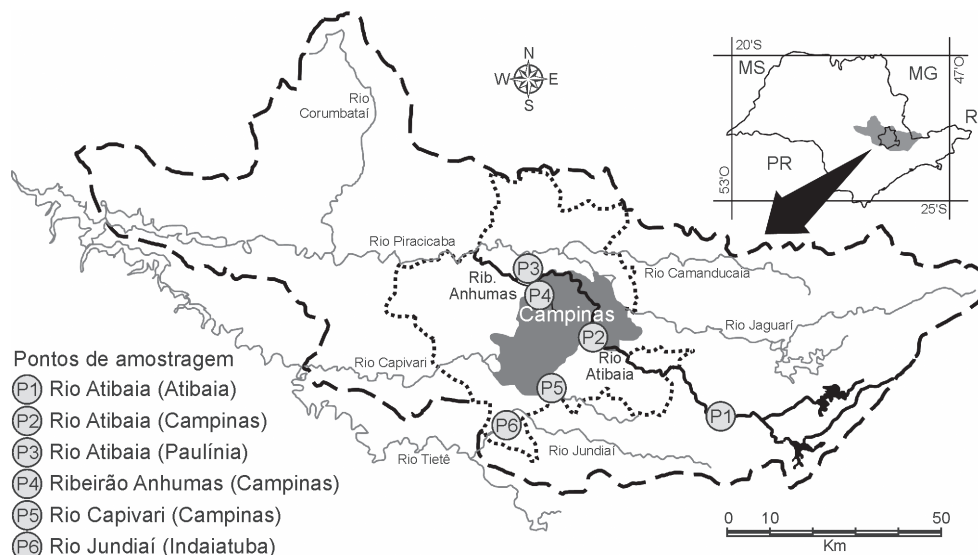 20'S
MS
MG
47'O
R
PR
53'O
25'S
N
W
E
S
Rio
Corumbataí
Rio Piracicaba
P3
Rib.
Anhumas
P4
Rio Camanducaia
Campinas
P2
Rio
Atibaia
Rio Jaguarí
Rio Capivari
P5
P1
P6
Rio Jundiaí
Rio Tietê
Pontos de amostragem
P1 Rio Atibaia (Atibaia)
P2 Rio Atibaia (Campinas)
P3 Rio Atibaia (Paulínia)
P4 Ribeirão Anhumas (Campinas)
P5 Rio Capivari (Campinas)
P6 Rio Jundiaí (Indaiatuba)
0 10 20 50
Km